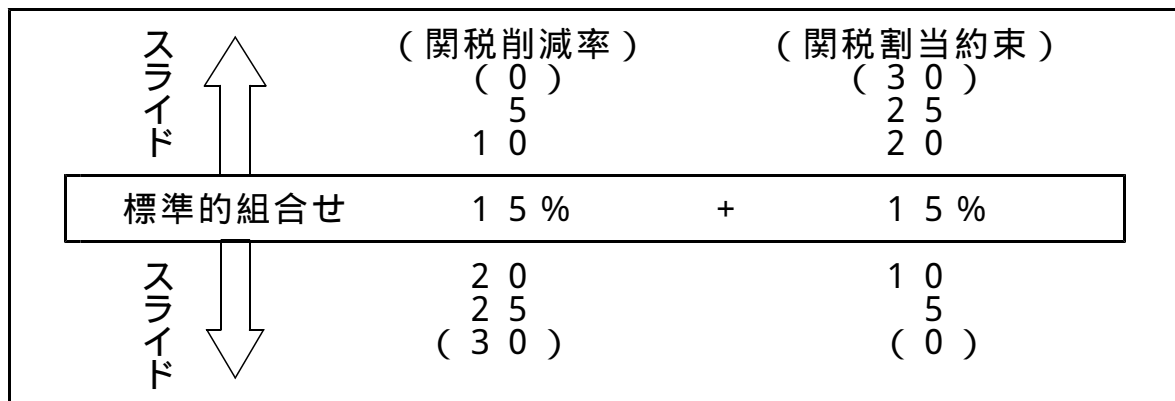 スライド
（関税削減率） （関税割当約束）
（０） （３０）
５ ２５
１０ ２０
標準的組合せ １５％ + １５％
スライド
２０ １０
２５ ５
（３０） （０）